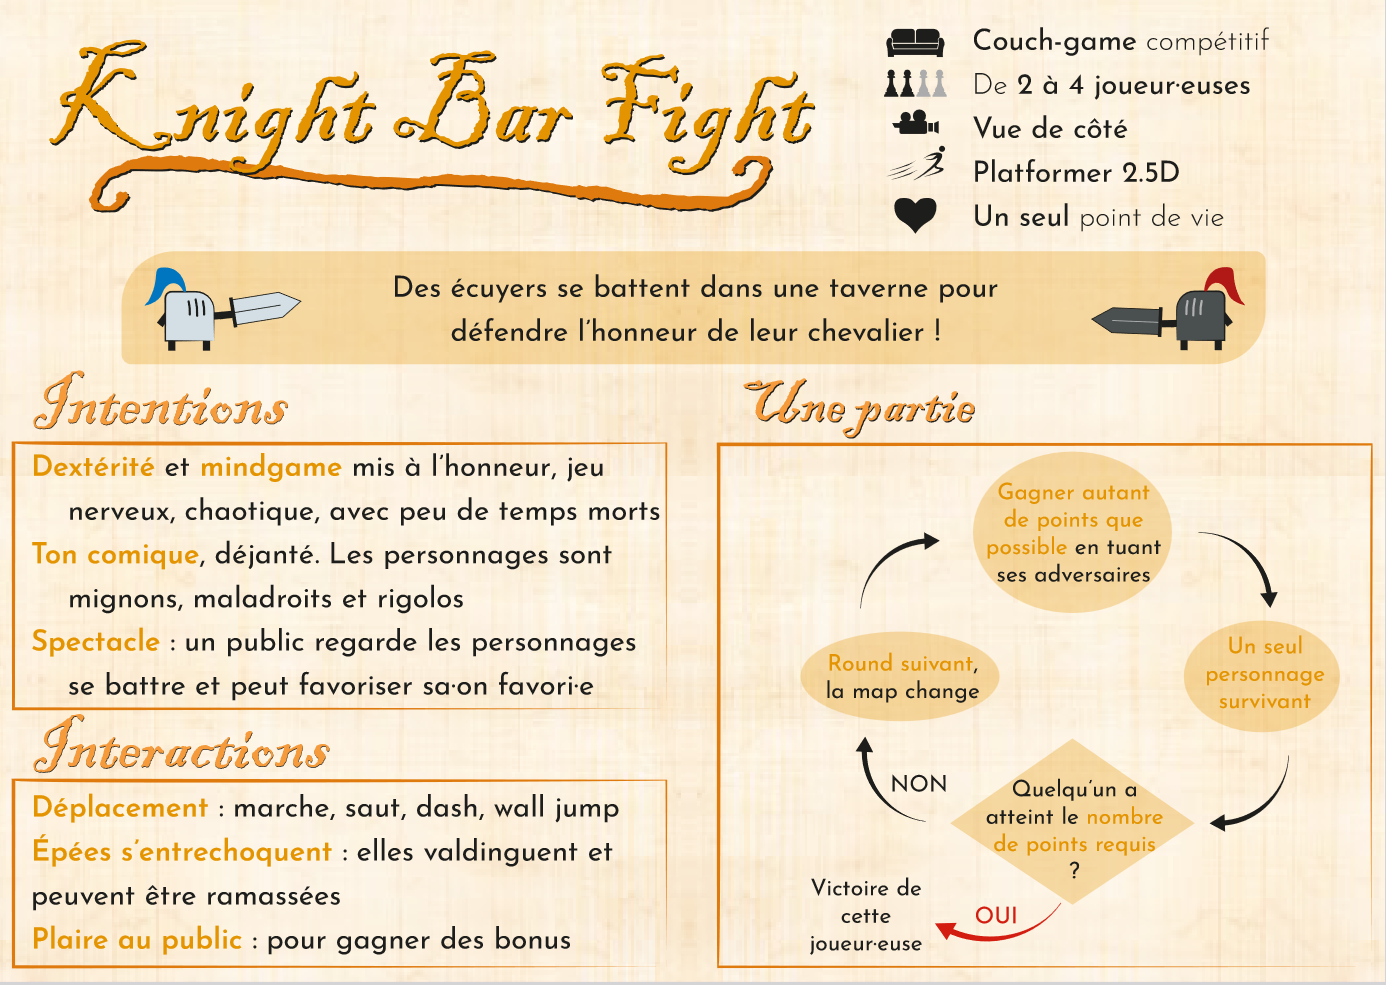 Knight Bar Fight
Couch-game compétitif
De 2 à 4 joueur·euses
Vue de côté
Platformer 2.5D
Un seul point de vie
Des écuyers se battent dans une taverne pour
défendre l'honneur de leur chevalier !
Intentions
Dextérité et mindgame mis à l'honneur, jeu
nerveux, chaotique, avec peu de temps morts
Ton comique, déjanté. Les personnages sont
mignons, maladroits et rigolos
Spectacle : un public regarde les personnages
se battre et peut favoriser sa·on favori·e
Interactions
Déplacement : marche, saut, dash, wall jump
Épées s'entrechoquent : elles valdinguent et
peuvent être ramassées
Plaire au public : pour gagner des bonus
Une partie
Gagner autant
de points que
possible en tuant
ses adversaires
Un seul
personnage
survivant
Quelqu'un a
atteint le nombre
de points requis
?
NON
Round suivant,
la map change
OUI
Victoire de
cette
joueur·euse